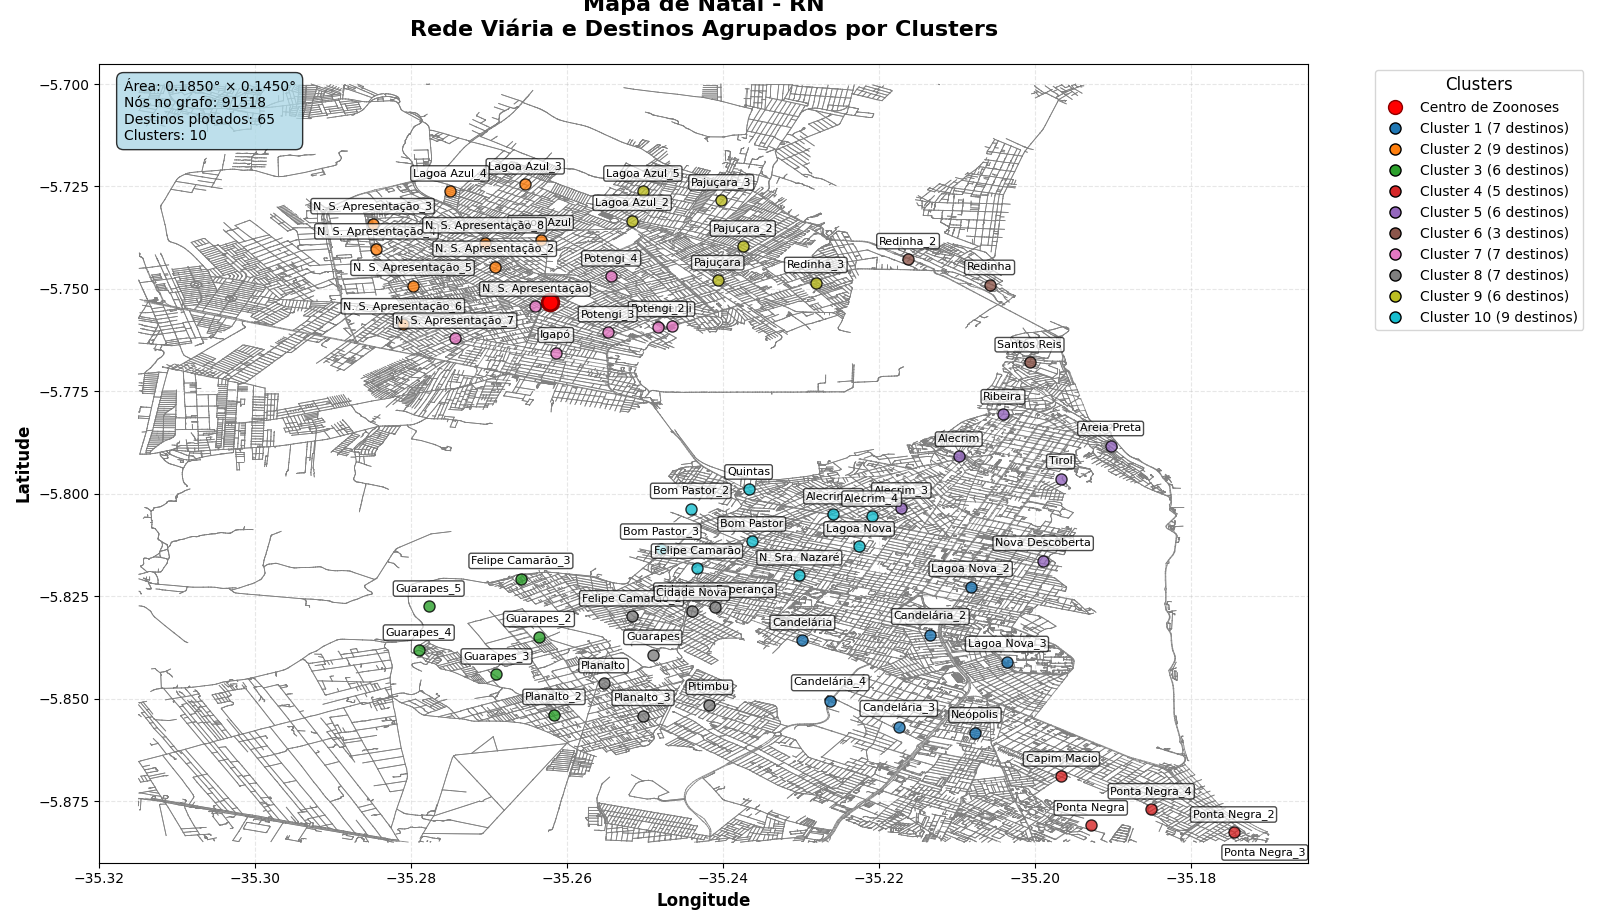 Mapa de Natal - RN
Rede Viária e Destinos Agrupados por Clusters
Área: 0.1850° × 0.1450°
Nós no grafo: 91518
Destinos plotados: 65
Clusters: 10
Clusters
Centro de Zoonoses
Cluster 1 (7 destinos)
Cluster 2 (9 destinos)
Cluster 3 (6 destinos)
Cluster 4 (5 destinos)
Cluster 5 (6 destinos)
Cluster 6 (3 destinos)
Cluster 7 (7 destinos)
Cluster 8 (7 destinos)
Cluster 9 (6 destinos)
Cluster 10 (9 destinos)
Latitude
−5.700
−5.725
−5.750
−5.775
−5.800
−5.825
−5.850
−5.875
Lagoa Azul_3
Lagoa Azul_4
Lagoa Azul_5
Pajuçara_3
Lagoa Azul_2
N. S. Apresentação_3
Azul
N. S. Apresentação_8
N. S. Apresentação
Pajuçara_2
Redinha_2
N. S. Apresentação_2
Potengi_4
Pajuçara
Redinha_3
N. S. Apresentação_5
Redinha
N. S. Apresentação
N. S. Apresentação_6
Potengi_2
Potengi_3
N. S. Apresentação_7
Igapó
Santos Reis
Ribeira
Areia Preta
Alecrim
Tirol
Quintas
Bom Pastor_2
Alecrim_3
Alecrim
Alecrim_4
Bom Pastor
Lagoa Nova
Bom Pastor_3
Nova Descoberta
Felipe Camarão
N. Sra. Nazaré
Felipe Camarão_3
Lagoa Nova_2
Guarapes_5
Cidade Nova
perança
Felipe Camarão
Candelária_2
Guarapes_2
Candelária
Guarapes_4
Guarapes
Lagoa Nova_3
Guarapes_3
Planalto
Candelária_4
Pitimbu
Planalto_2
Planalto_3
Candelária_3
Neópolis
Capim Macio
Ponta Negra_4
Ponta Negra
Ponta Negra_2
Ponta Negra_3
−35.32
−35.30
−35.28
−35.26
−35.24
−35.22
−35.20
−35.18
Longitude